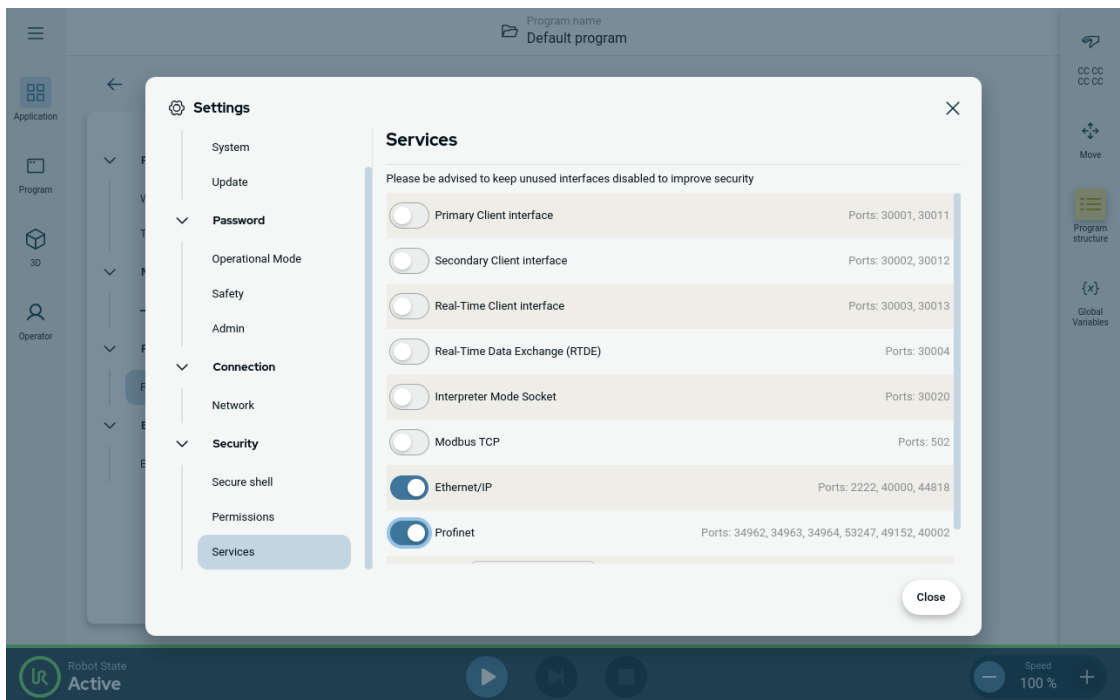 Program name
Default program
Application
Program
3D
Operator
CC CC
CC CC
Move
Program
structure
{x}
Global
Variables
Settings
System
Update
Password
Operational Mode
Safety
Admin
Connection
Network
Security
Secure shell
Permissions
Services
Services
Please be advised to keep unused interfaces disabled to improve security
Primary Client interface Ports: 30001, 30011
Secondary Client interface Ports: 30002, 30012
Real-Time Client interface Ports: 30003, 30013
Real-Time Data Exchange (RTDE) Ports: 30004
Interpreter Mode Socket Ports: 30020
Modbus TCP Ports: 502
Ethernet/IP Ports: 2222, 40000, 44818
Profinet Ports: 34962, 34963, 34964, 53247, 49152, 40002
Close
Robot State
Active
Speed
100 %